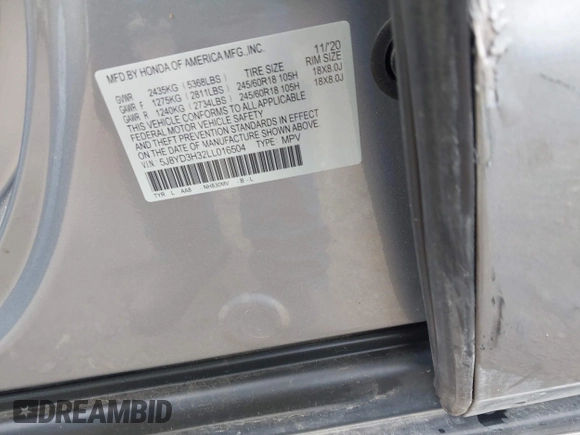 MFD BY HONDA OF AMERICA MFG., INC. 11/'20
TIRE SIZE RIM SIZE
GVWR 2435KG 5368LBS
GAWR F 1275KG 2811LBS 245/60R18 105H 18X8.0J
GAWR R 1240KG 2734LBS 245/60R18 105H 18X8.0J
THIS VEHICLE CONFORMS TO ALL APPLICABLE
FEDERAL MOTOR VEHICLE SAFETY
AND THEFT PREVENTION STANDARDS IN EFFECT ON THE
DATE OF MANUFACTURE SHOWN ABOVE.
V.I.N. 5J8YD3H32LL016504 TYPE: MPV
TYR L AA8 NH830MV B - L
DREAMBID